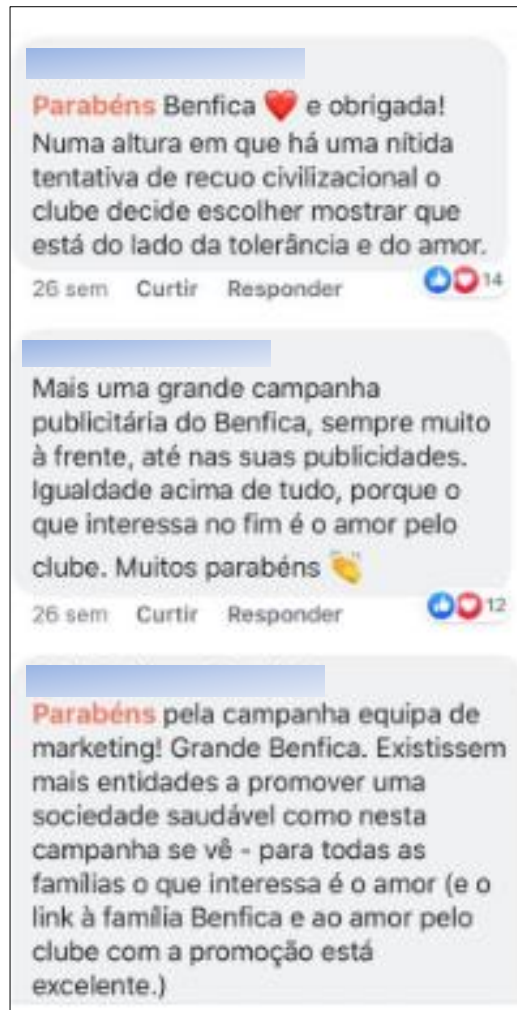 Parabéns Benfica ❤️ e obrigada!
Numa altura em que há uma nítida
tentativa de recuo civilizacional o
clube decide escolher mostrar que
está do lado da tolerância e do amor.
26 sem Curtir Responder 14
Mais uma grande campanha
publicitária do Benfica, sempre muito
à frente, até nas suas publicidades.
Igualdade acima de tudo, porque o
que interessa no fim é o amor pelo
clube. Muitos parabéns 👏
26 sem Curtir Responder 12
Parabéns pela campanha equipa de
marketing! Grande Benfica. Existissem
mais entidades a promover uma
sociedade saudável como nesta
campanha se vê - para todas as
famílias o que interessa é o amor (e o
link à família Benfica e ao amor pelo
clube com a promoção está
excelente.)